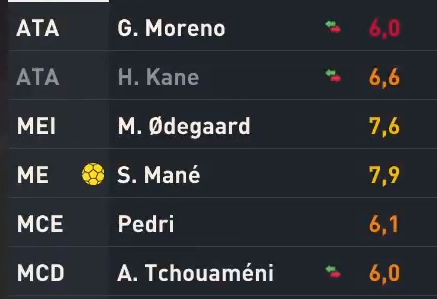 ATA G. Moreno 6,0
ATA H. Kane 6,6
MEI M. Ødegaard 7,6
ME S. Mané 7,9
MCE Pedri 6,1
MCD A. Tchouaméni 6,0